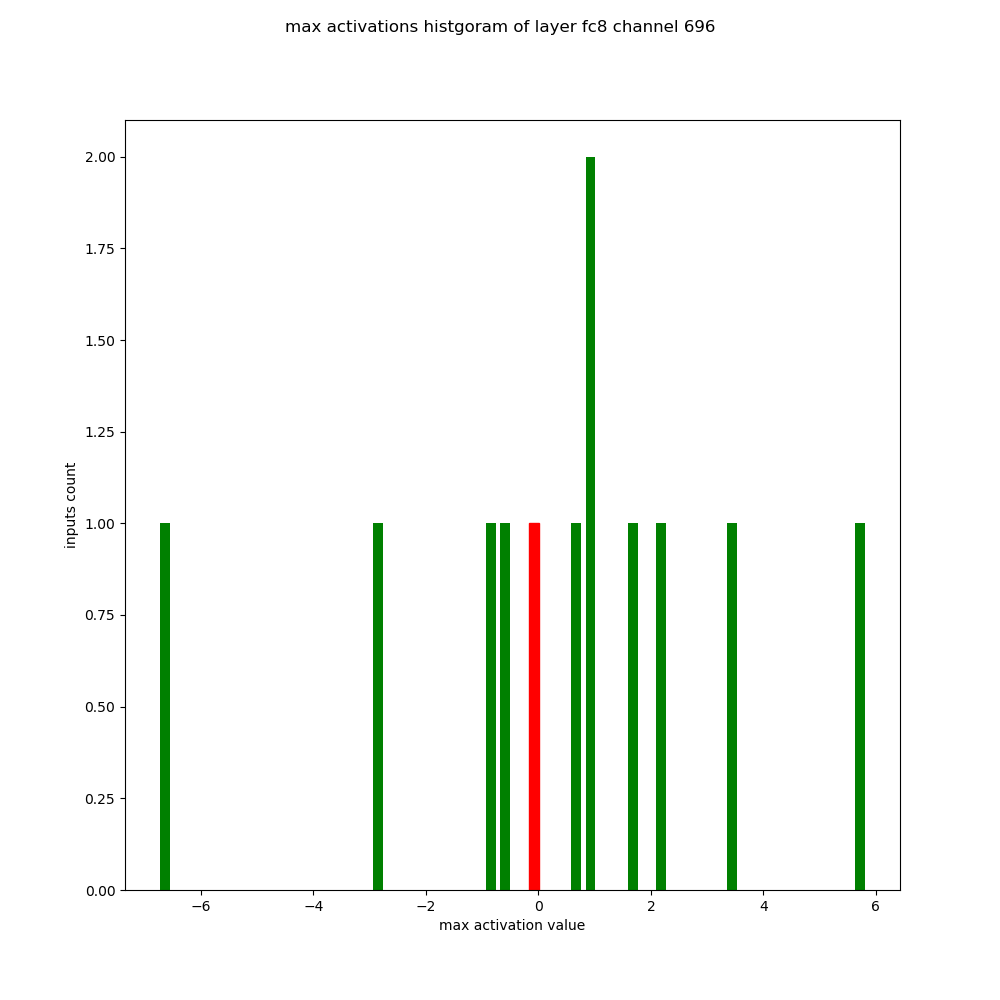 max activations histgoram of layer fc8 channel 696
2.00
1.75
1.50
1.25
1.00
0.75
0.50
0.25
0.00
inputs count
−6 −4 −2 0 2 4 6
max activation value